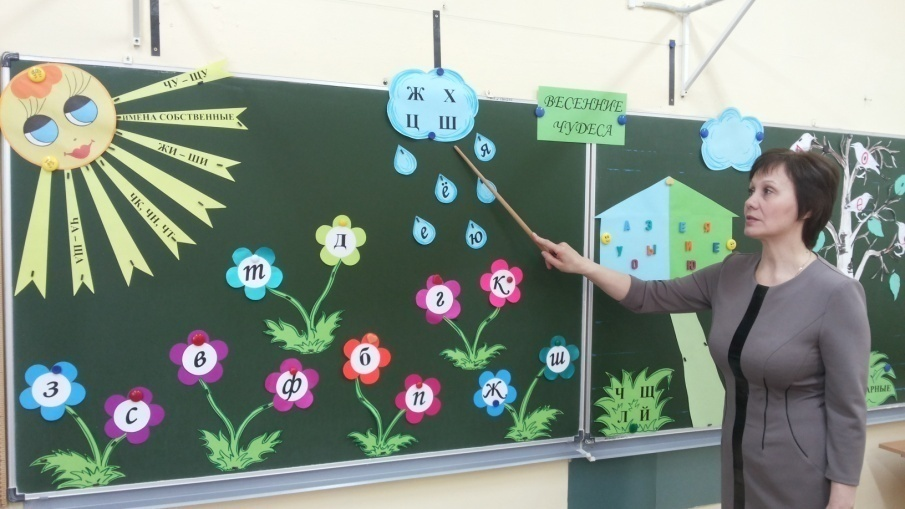 ЧУ – ЩУ
ИМЕНА СОБСТВЕННЫЕ
ЖИ – ШИ
ЧК, ЧН, ЧТ
ЧА – ЩА
Ж Х
Ц Ш
я
ё
е
ю
ВЕСЕННИЕ
ЧУДЕСА
т
д
г
К
з
с
в
ф
б
п
Ж
ш
А З Е Я
У О Ы Ю
Ч Щ
Й